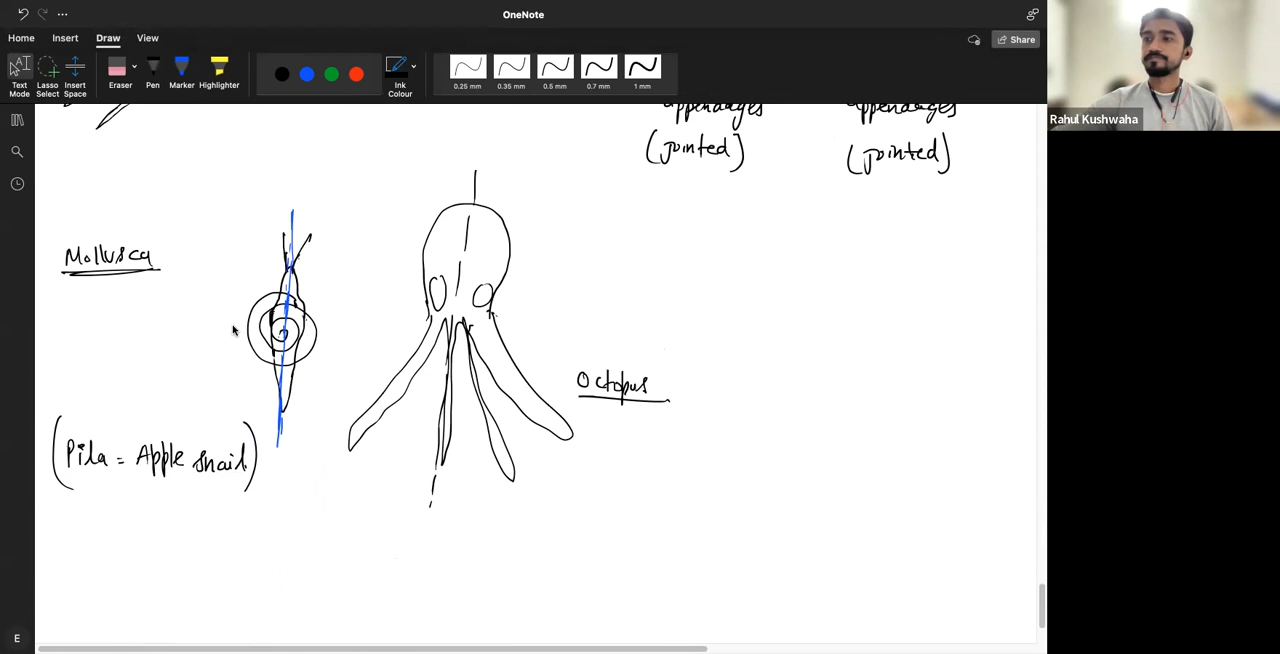 OneNote
Home Insert Draw View
Share
Text Mode
Lasso Select
Insert Space
Eraser
Pen
Marker
Highlighter
Ink Colour
0.25 mm
0.35 mm
0.5 mm
0.7 mm
1 mm
Rahul Kushwaha
appendages appendages
(jointed) (jointed)
Mollusca
Octopus
(Pila = Apple snail)
E